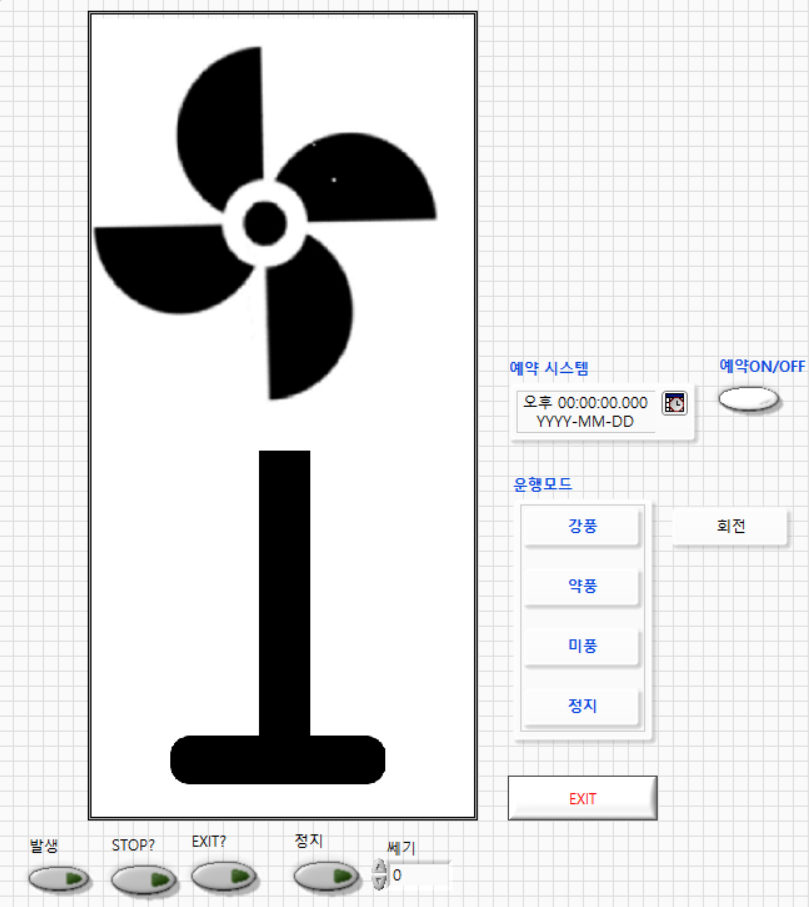 예약 시스템
예약ON/OFF
오후 00:00:00.000
YYYY-MM-DD
운행모드
강풍
회전
약풍
미풍
정지
EXIT
발생
STOP?
EXIT?
정지
쎄기
0